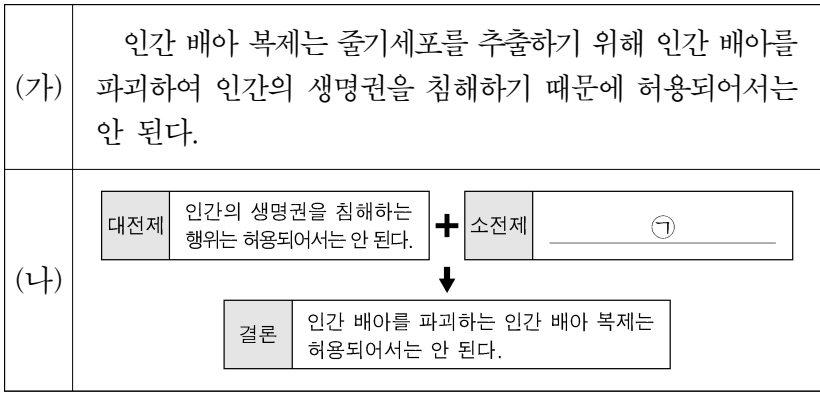 (가)
인간 배아 복제는 줄기세포를 추출하기 위해 인간 배아를
파괴하여 인간의 생명권을 침해하기 때문에 허용되어서는
안 된다.
(나)
대전제
인간의 생명권을 침해하는
행위는 허용되어서는 안 된다.
+
소전제
㉠
결론
인간 배아를 파괴하는 인간 배아 복제는
허용되어서는 안 된다.